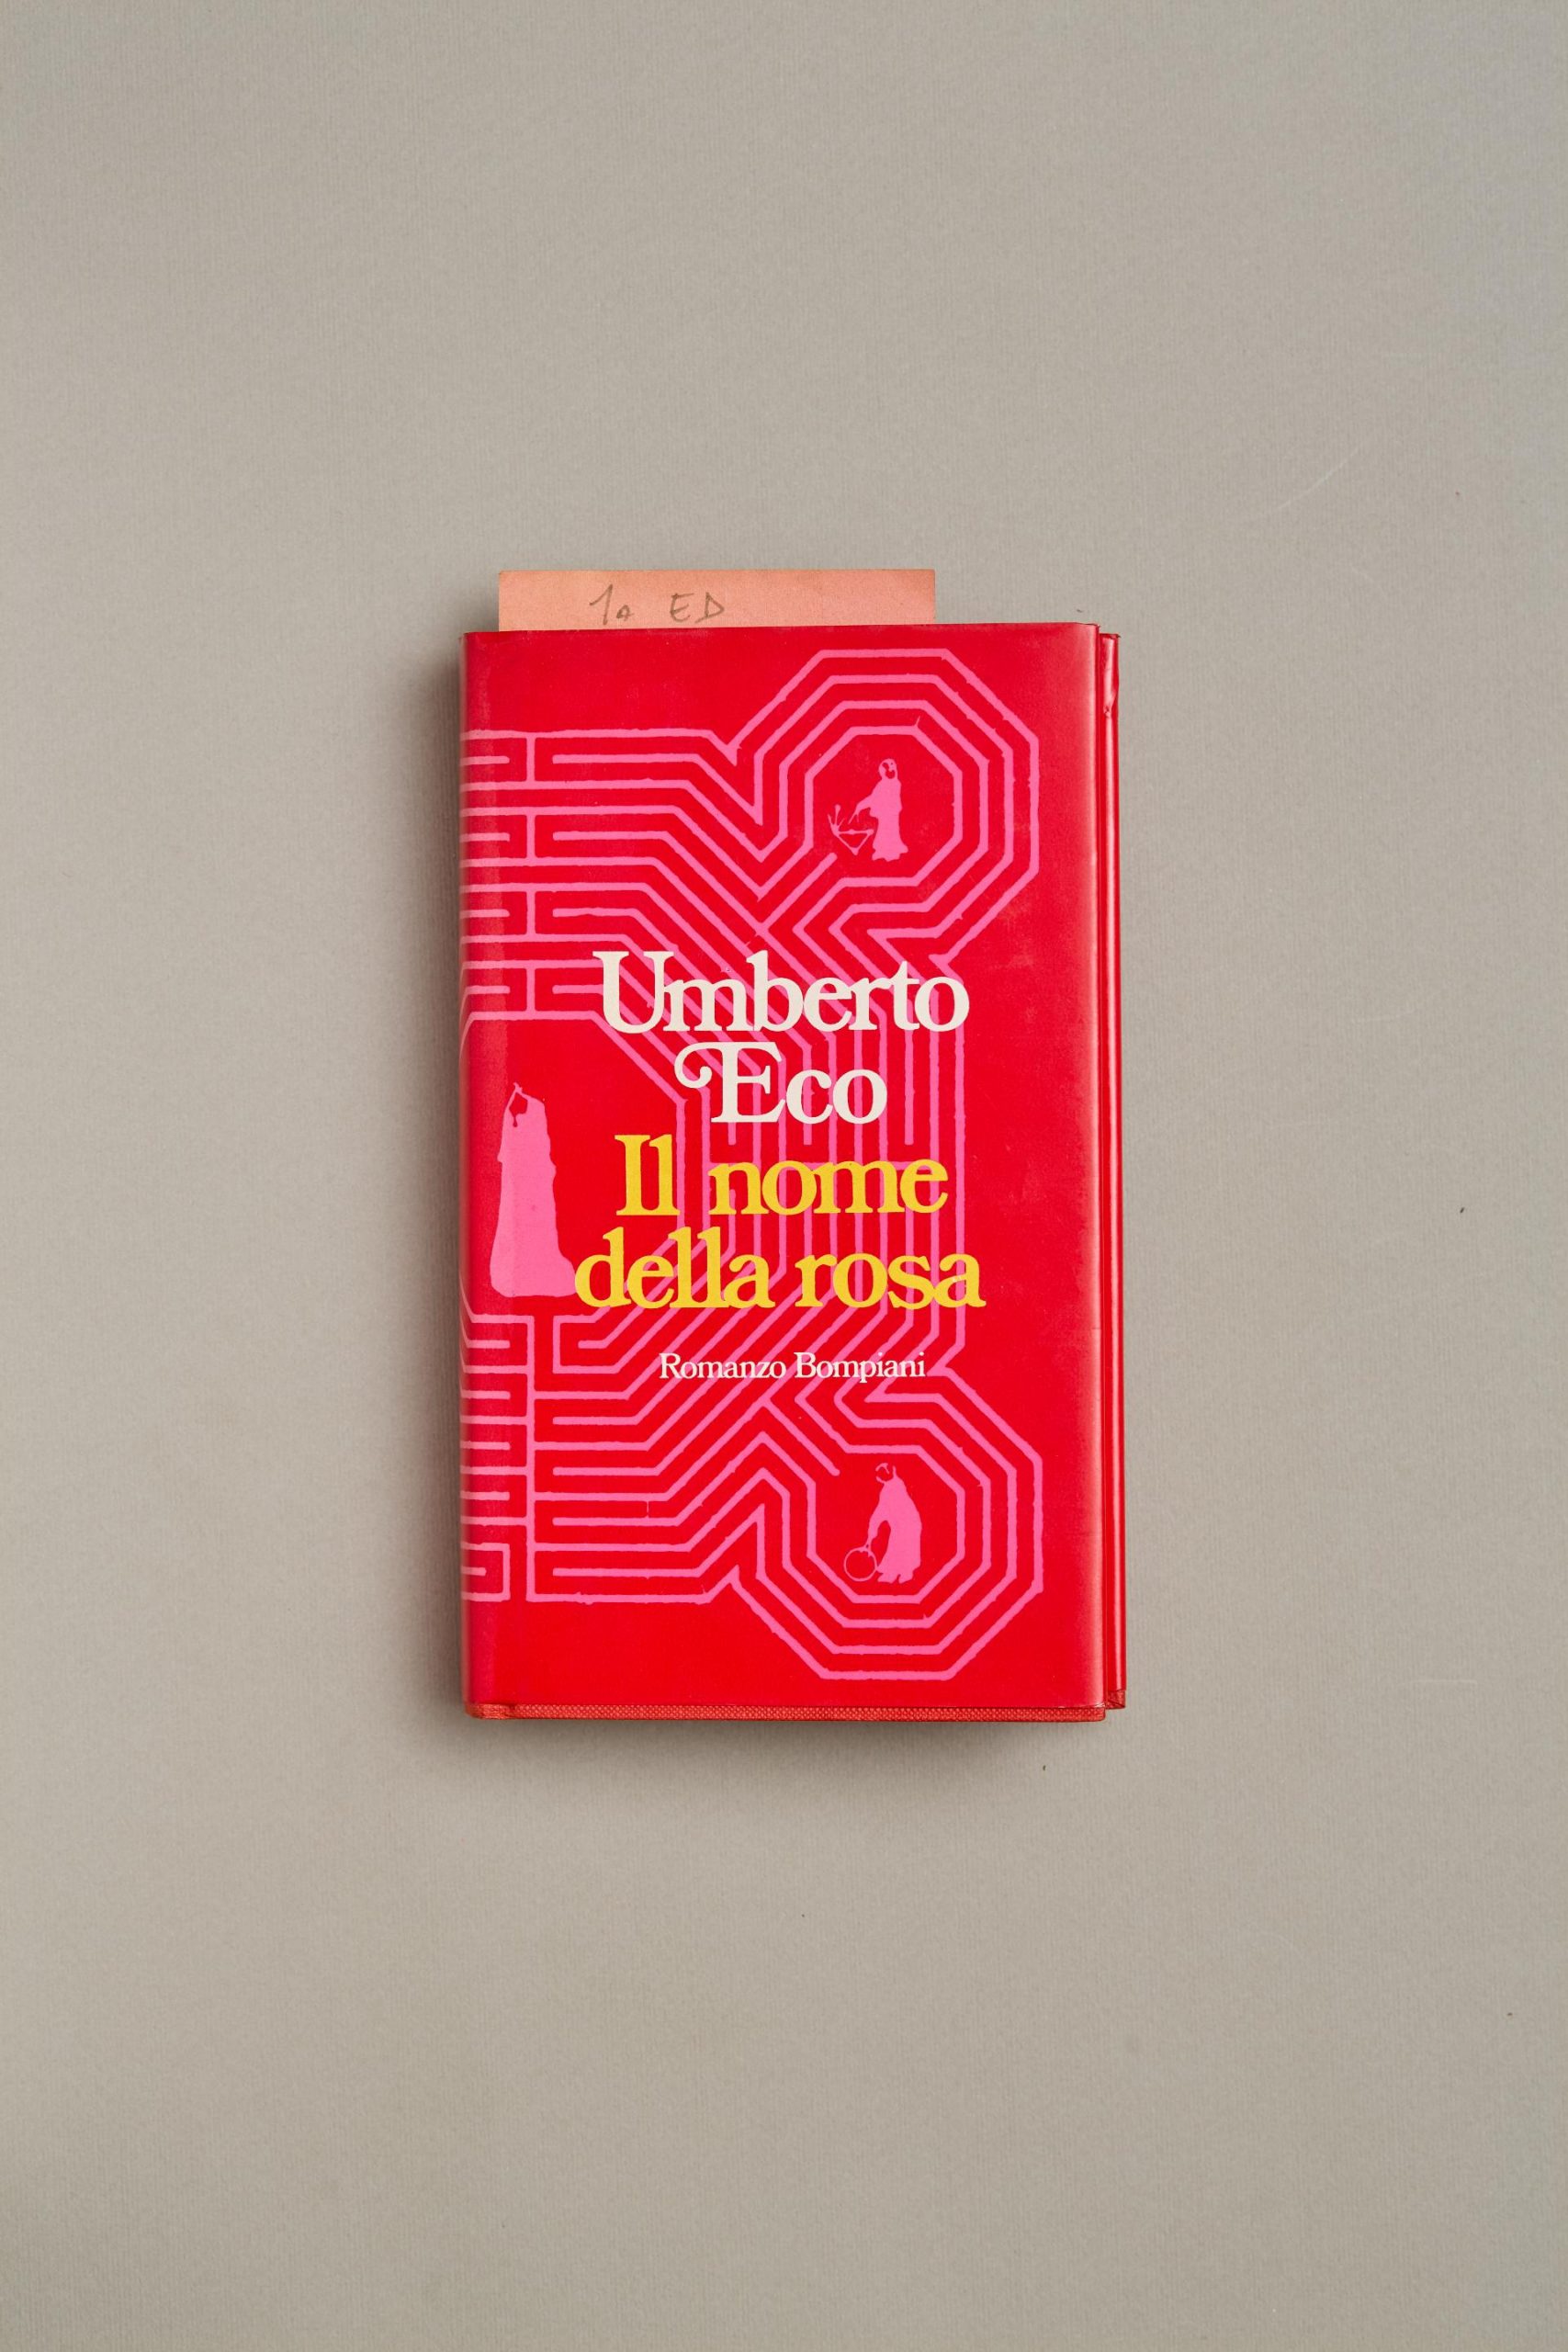 1a ED
Umberto
Eco
Il nome
della rosa
Romanzo Bompiani